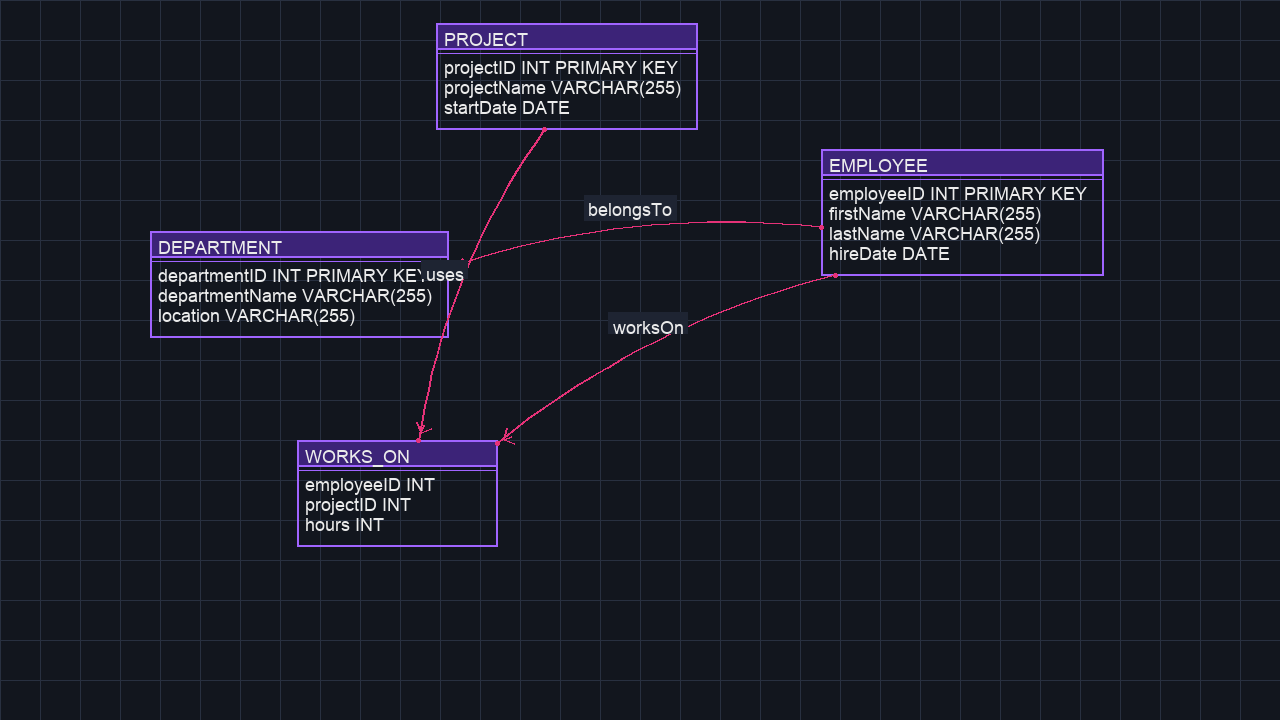 PROJECT
projectID INT PRIMARY KEY
projectName VARCHAR(255)
startDate DATE
EMPLOYEE
employeeID INT PRIMARY KEY
firstName VARCHAR(255)
lastName VARCHAR(255)
hireDate DATE
belongsTo
DEPARTMENT
departmentID INT PRIMARY KEY
departmentName VARCHAR(255)
location VARCHAR(255)
uses
worksOn
WORKS_ON
employeeID INT
projectID INT
hours INT